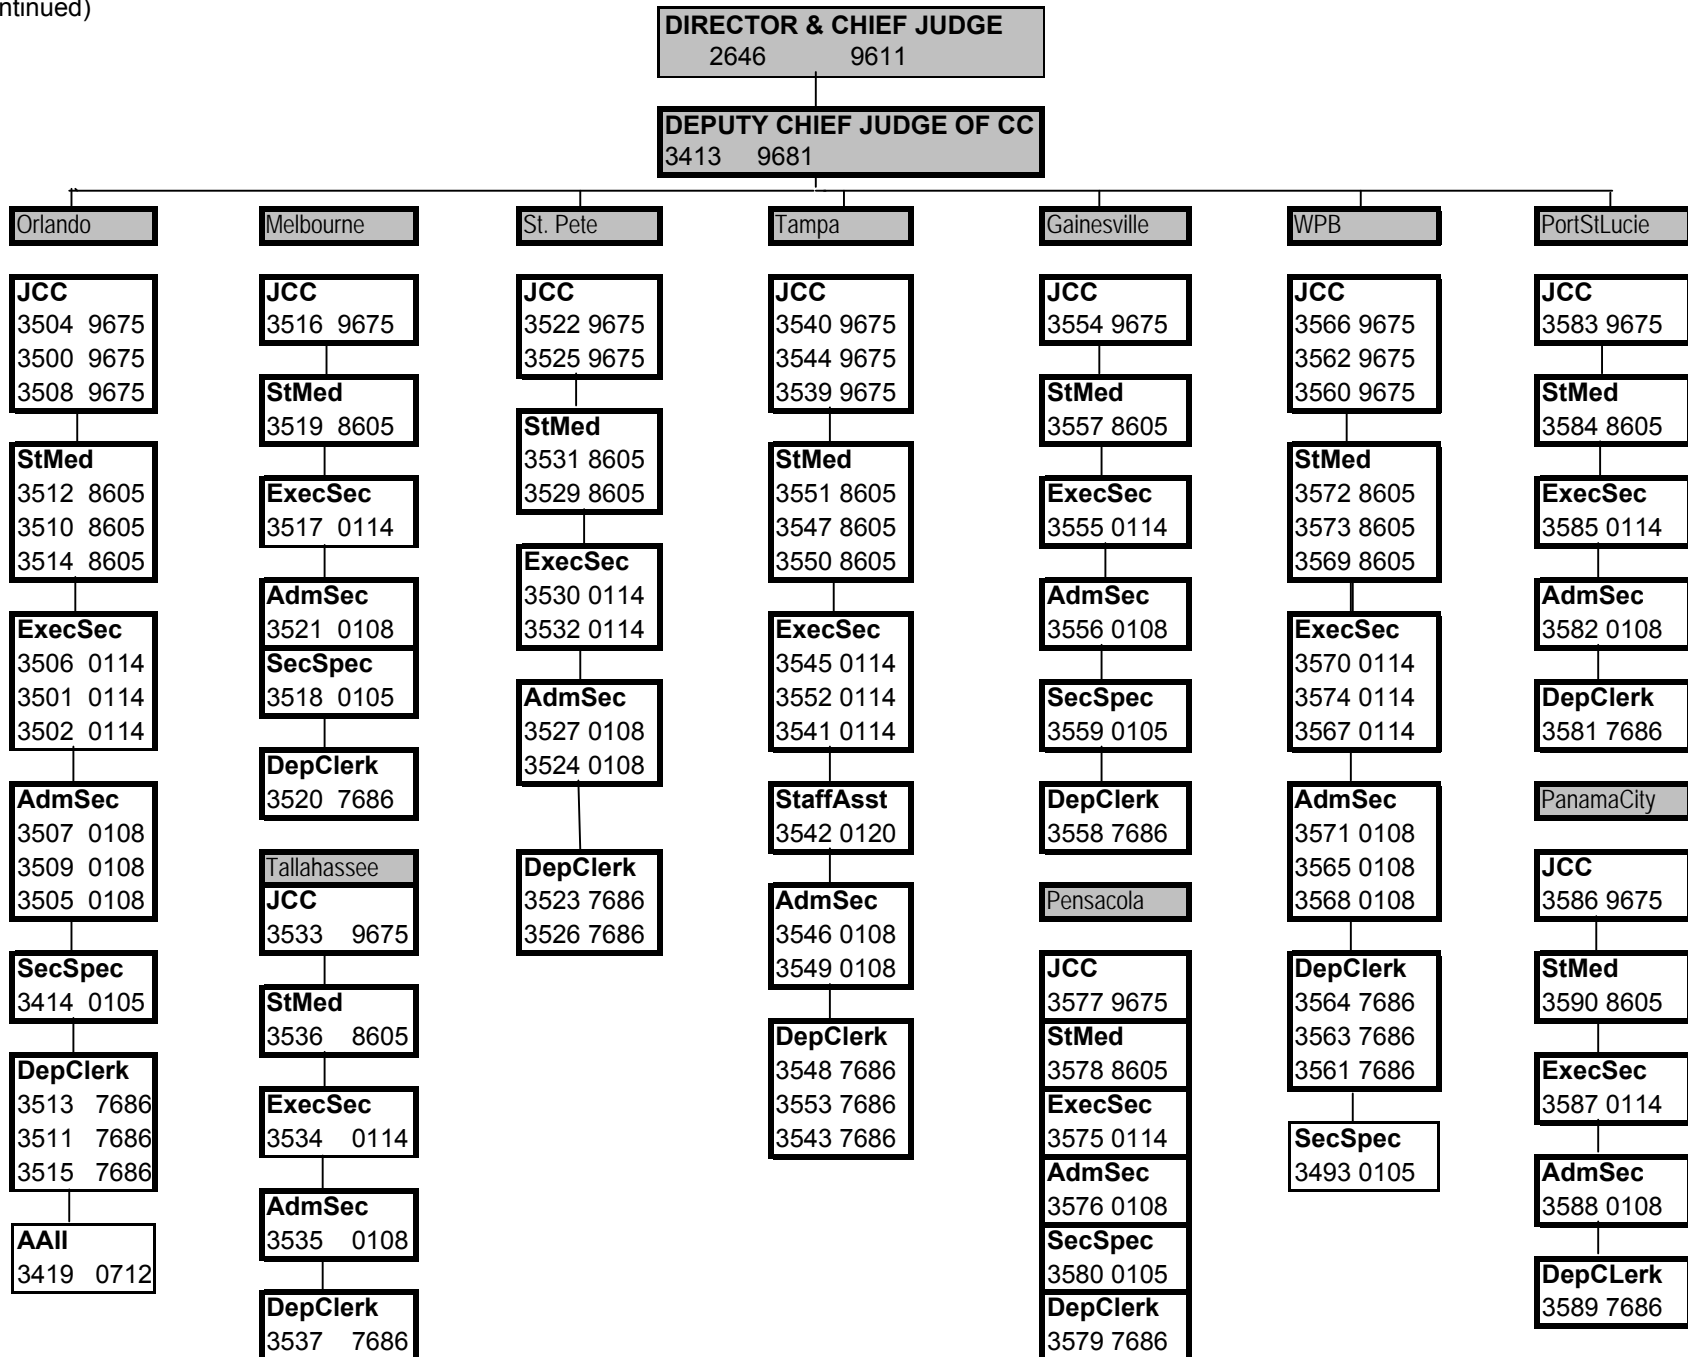 ntinued)
DIRECTOR & CHIEF JUDGE
2646 9611
DEPUTY CHIEF JUDGE OF CC
3413 9681
Orlando
JCC
3504 9675
3500 9675
3508 9675
StMed
3512 8605
3510 8605
3514 8605
ExecSec
3506 0114
3501 0114
3502 0114
AdmSec
3507 0108
3509 0108
3505 0108
SecSpec
3414 0105
DepClerk
3513 7686
3511 7686
3515 7686
AAII
3419 0712
Melbourne
JCC
3516 9675
StMed
3519 8605
ExecSec
3517 0114
AdmSec
3521 0108
SecSpec
3518 0105
DepClerk
3520 7686
Tallahassee
JCC
3533 9675
StMed
3536 8605
ExecSec
3534 0114
AdmSec
3535 0108
DepClerk
3537 7686
St. Pete
JCC
3522 9675
3525 9675
StMed
3531 8605
3529 8605
ExecSec
3530 0114
3532 0114
AdmSec
3527 0108
3524 0108
DepClerk
3523 7686
3526 7686
Tampa
JCC
3540 9675
3544 9675
3539 9675
StMed
3551 8605
3547 8605
3550 8605
ExecSec
3545 0114
3552 0114
3541 0114
StaffAsst
3542 0120
AdmSec
3546 0108
3549 0108
DepClerk
3548 7686
3553 7686
3543 7686
Gainesville
JCC
3554 9675
StMed
3557 8605
ExecSec
3555 0114
AdmSec
3556 0108
SecSpec
3559 0105
DepClerk
3558 7686
Pensacola
JCC
3577 9675
StMed
3578 8605
ExecSec
3575 0114
AdmSec
3576 0108
SecSpec
3580 0105
DepClerk
3579 7686
WPB
JCC
3566 9675
3562 9675
3560 9675
StMed
3572 8605
3573 8605
3569 8605
ExecSec
3570 0114
3574 0114
3567 0114
AdmSec
3571 0108
3565 0108
3568 0108
DepClerk
3564 7686
3563 7686
3561 7686
SecSpec
3493 0105
PortStLucie
JCC
3583 9675
StMed
3584 8605
ExecSec
3585 0114
AdmSec
3582 0108
DepClerk
3581 7686
PanamaCity
JCC
3586 9675
StMed
3590 8605
ExecSec
3587 0114
AdmSec
3588 0108
DepCLerk
3589 7686